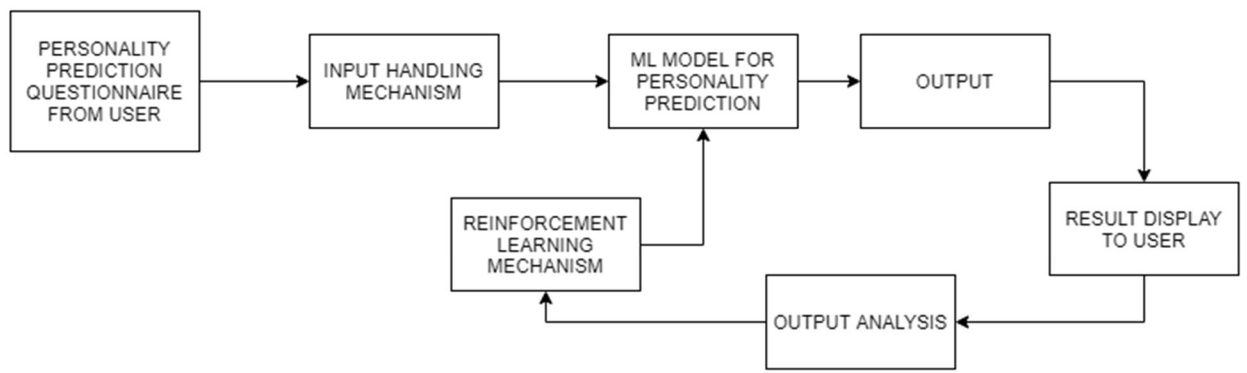 PERSONALITY
PREDICTION
QUESTIONNAIRE
FROM USER
INPUT HANDLING
MECHANISM
ML MODEL FOR
PERSONALITY
PREDICTION
OUTPUT
RESULT DISPLAY
TO USER
OUTPUT ANALYSIS
REINFORCEMENT
LEARNING
MECHANISM